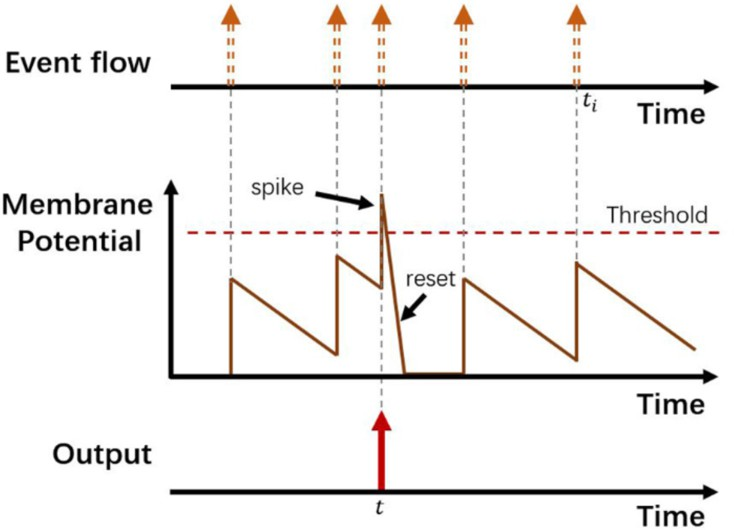 Event flow
t_i
Time
spike
Membrane
Potential
Threshold
reset
Time
Output
t
Time